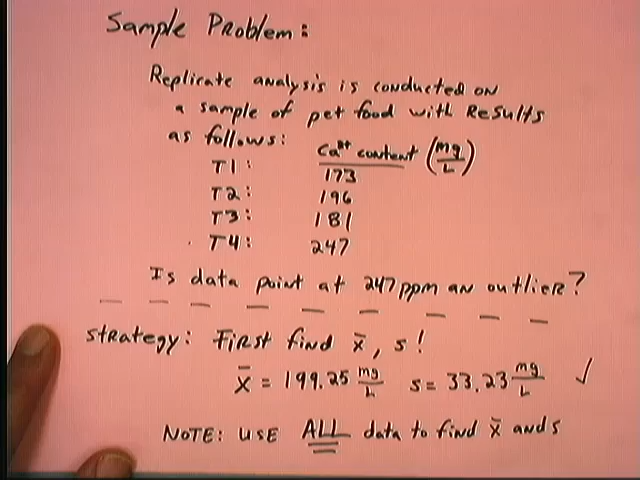 Sample Problem:
Replicate analysis is conducted on
a sample of pet food with Results
as follows:
Ca²⁺ content (mg/L)
T1: 173
T2: 196
T3: 181
T4: 247
Is data point at 247 ppm an outlier?
Strategy: First find x̄, s!
x̄ = 199.25 mg/L s = 33.23 mg/L ✓
NOTE: USE ALL data to find x̄ and s